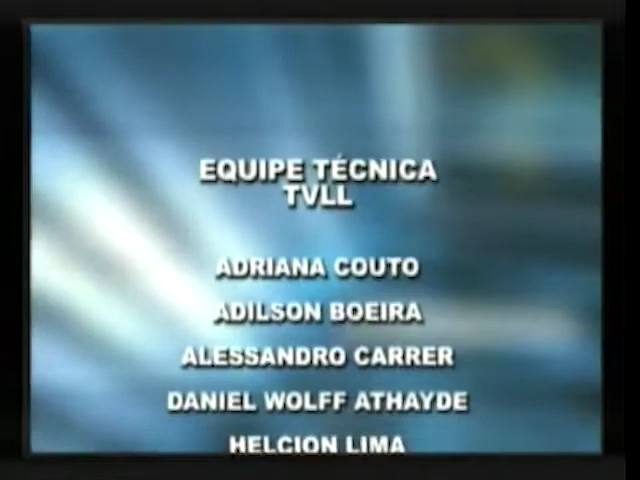 EQUIPE TÉCNICA
TVLL
ADRIANA COUTO
ADILSON BOEIRA
ALESSANDRO CARRER
DANIEL WOLFF ATHAYDE
HELCION LIMA